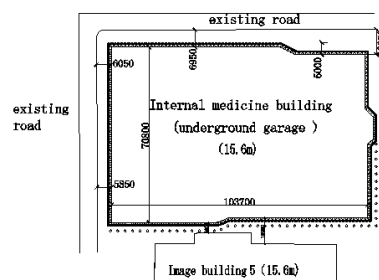 existing road
6950
6000
6050
existing
road
Internal medicine building
(underground garage )
(15.6m)
70800
5850
103700
Image building 5 (15.6m)